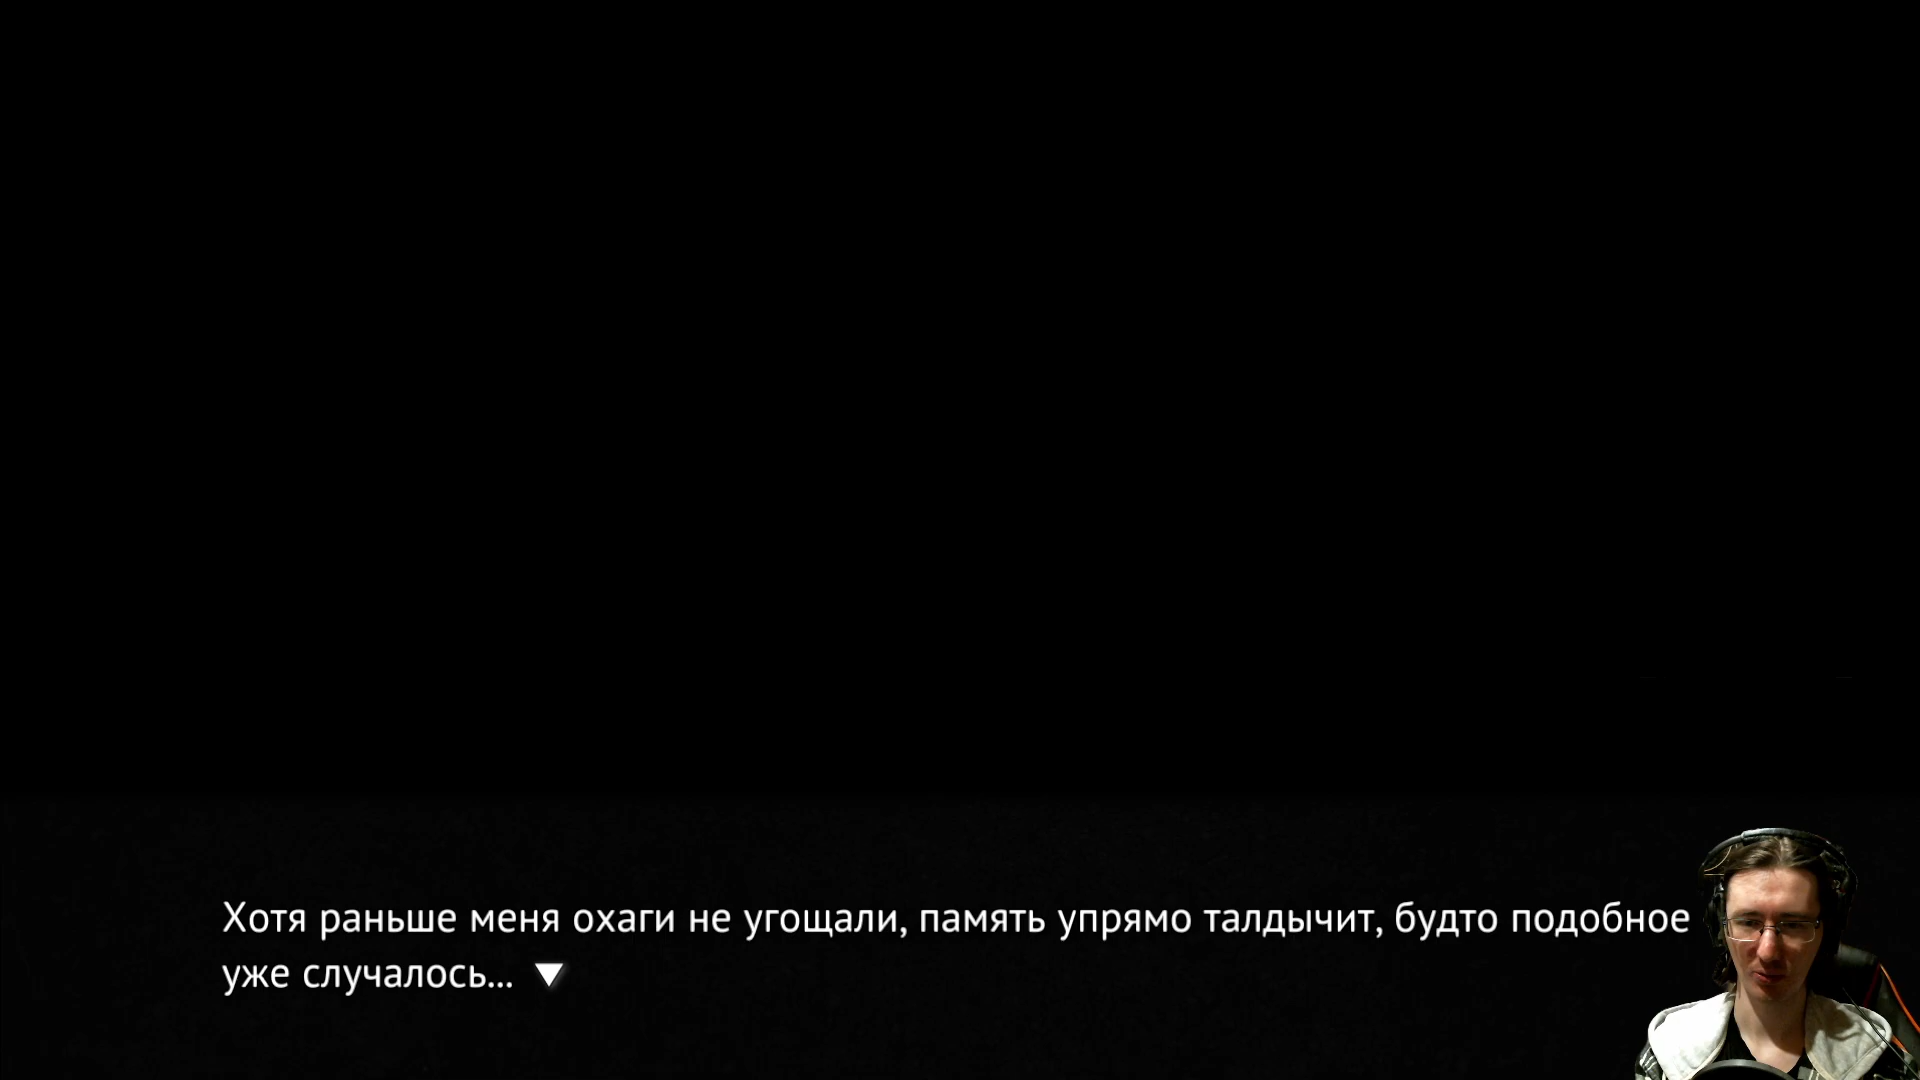 Хотя раньше меня охаги не угощали, память упрямо талдычит, будто подобное
уже случалось...